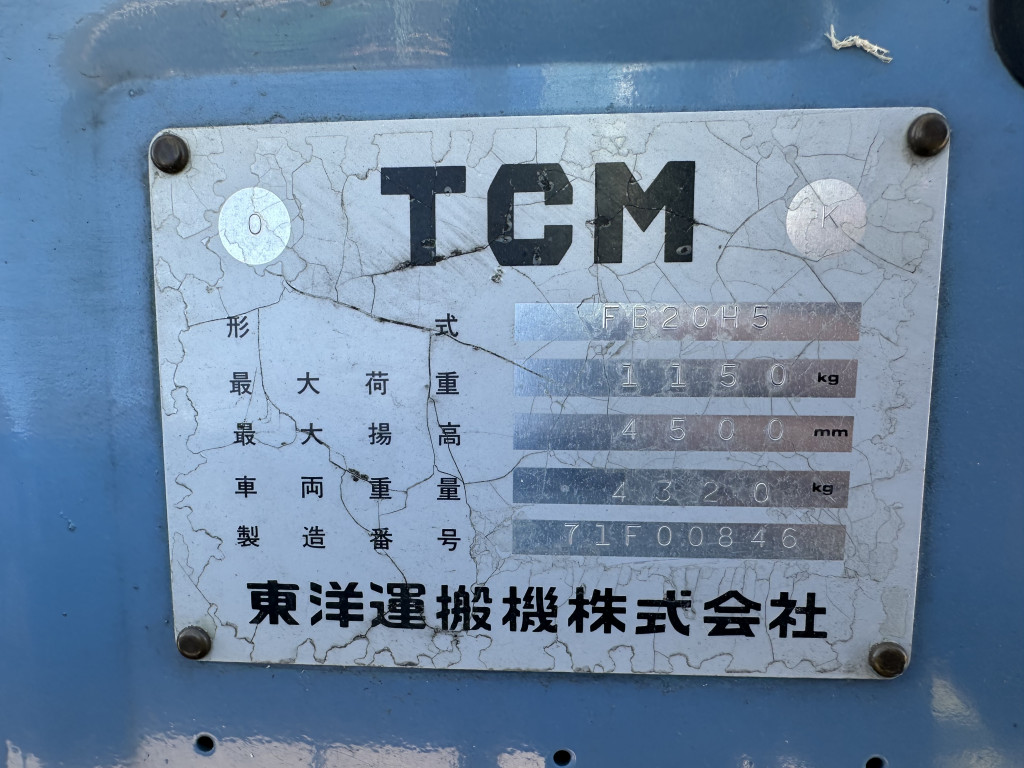 TCM
O K
形式 FB20H5
最大荷重 1150 kg
最大揚高 4500 mm
車両重量 4320 kg
製造番号 71F00846
東洋運搬機株式会社